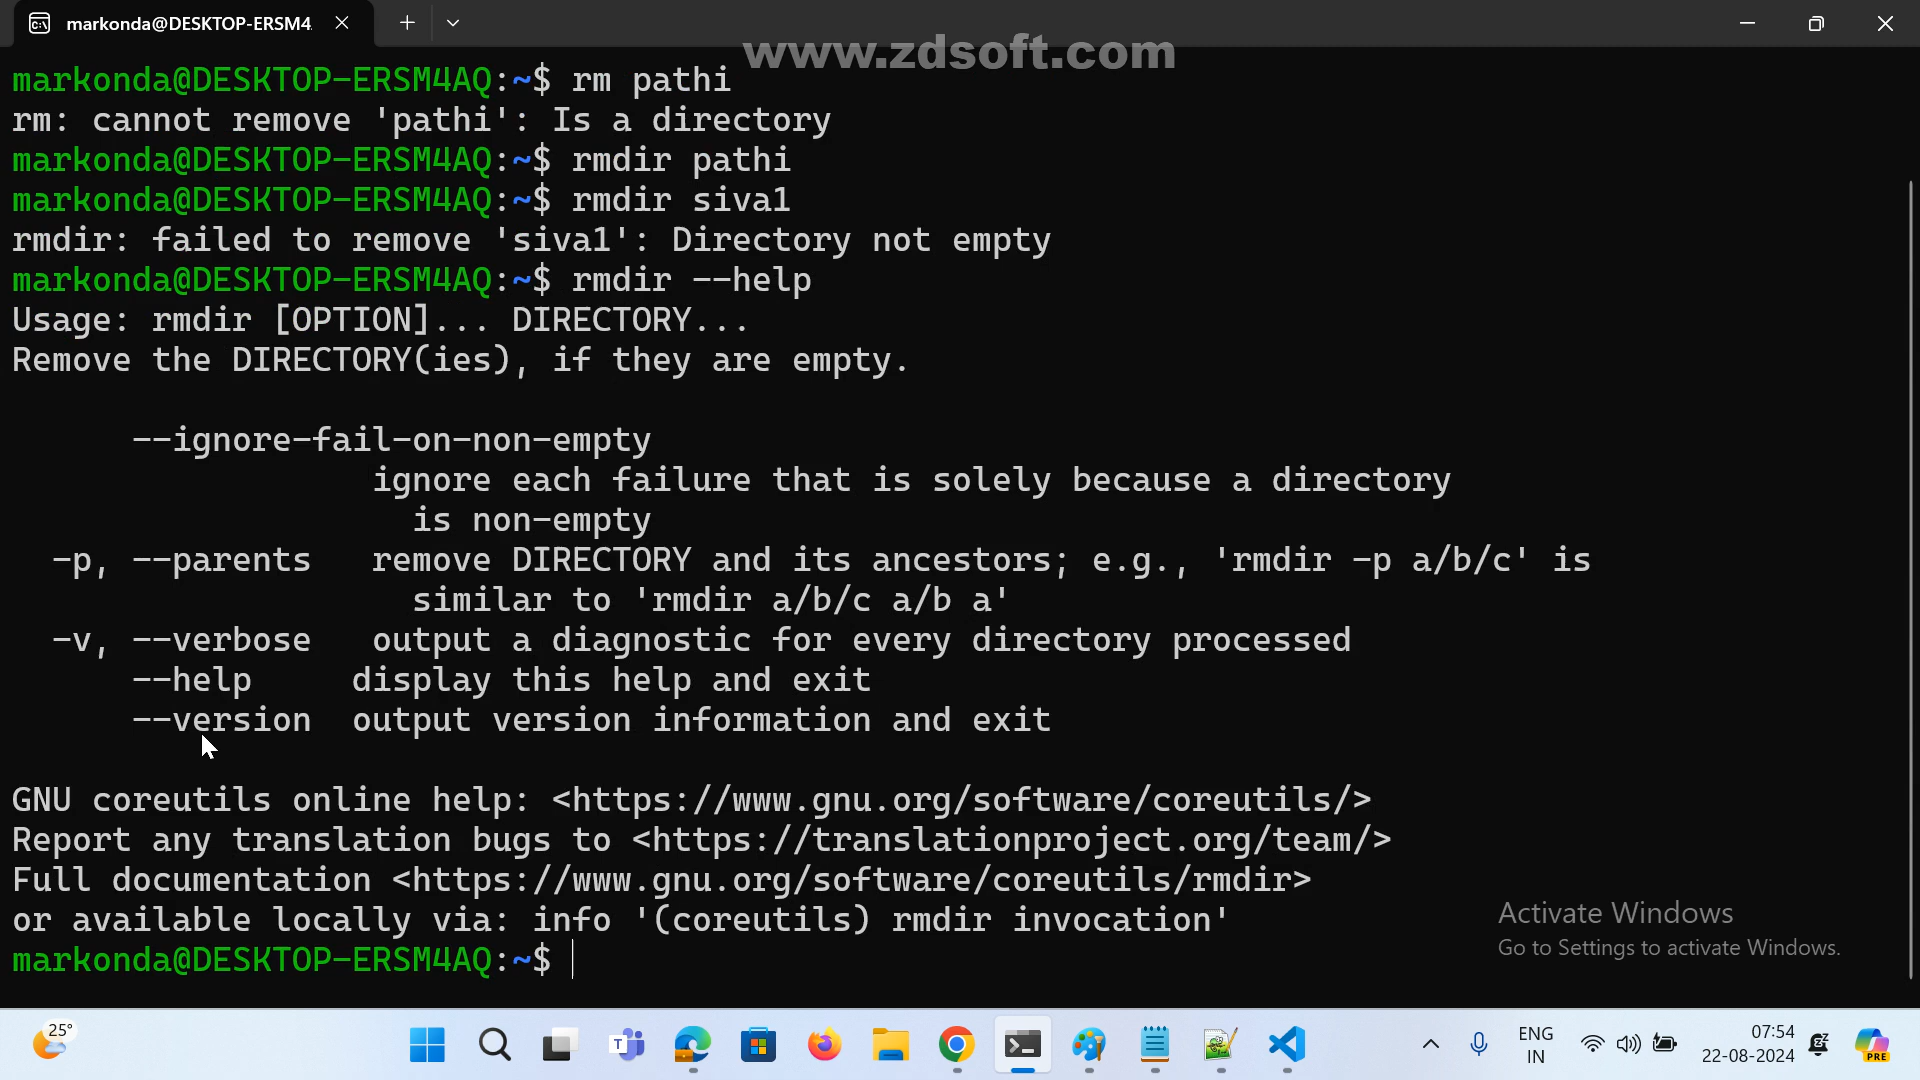 markonda@DESKTOP-ERSM4
www.zdsoft.com
markonda@DESKTOP-ERSM4AQ:~$ rm pathi
rm: cannot remove 'pathi': Is a directory
markonda@DESKTOP-ERSM4AQ:~$ rmdir pathi
markonda@DESKTOP-ERSM4AQ:~$ rmdir siva1
rmdir: failed to remove 'siva1': Directory not empty
markonda@DESKTOP-ERSM4AQ:~$ rmdir --help
Usage: rmdir [OPTION]... DIRECTORY...
Remove the DIRECTORY(ies), if they are empty.
--ignore-fail-on-non-empty
ignore each failure that is solely because a directory
is non-empty
-p, --parents   remove DIRECTORY and its ancestors; e.g., 'rmdir -p a/b/c' is
similar to 'rmdir a/b/c a/b a'
-v, --verbose   output a diagnostic for every directory processed
--help     display this help and exit
--version  output version information and exit
GNU coreutils online help: <https://www.gnu.org/software/coreutils/>
Report any translation bugs to <https://translationproject.org/team/>
Full documentation <https://www.gnu.org/software/coreutils/rmdir>
or available locally via: info '(coreutils) rmdir invocation'
markonda@DESKTOP-ERSM4AQ:~$
Activate Windows
Go to Settings to activate Windows.
25°
ENG
IN
07:54
22-08-2024
PRE